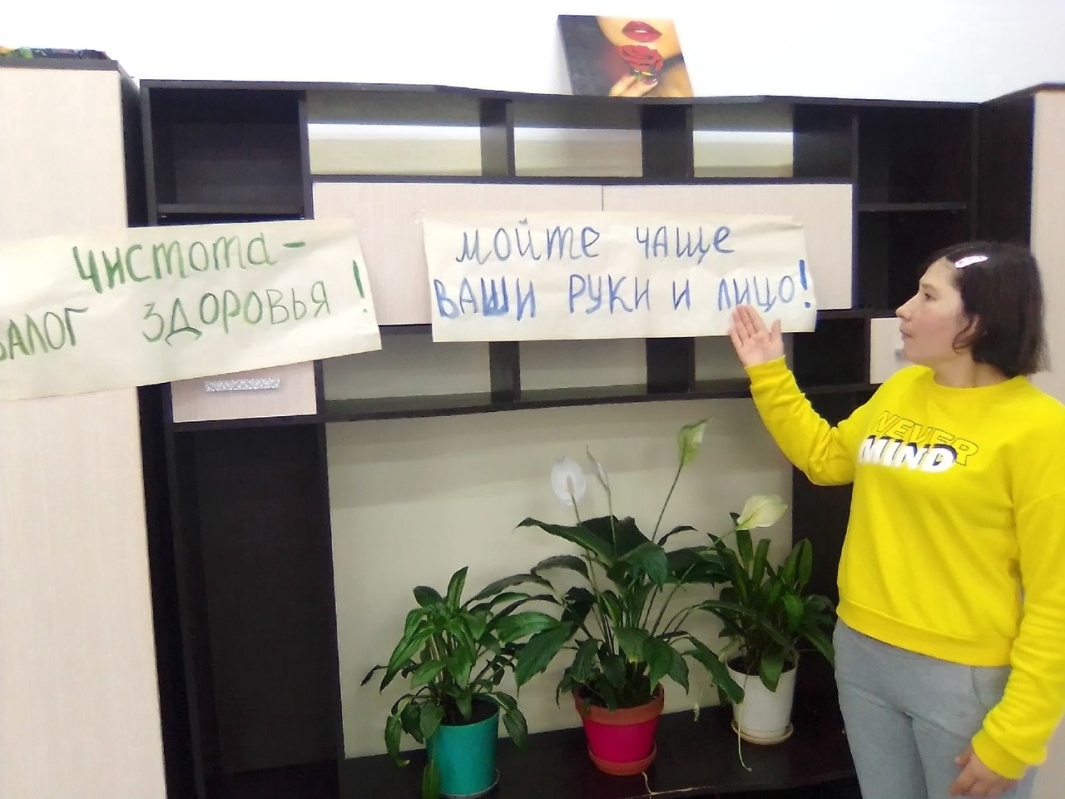 Чистота -
ЗАЛОГ ЗДОРОВЬЯ!
мойте чаще
ВАШИ РУКИ И ЛИЦО!
NEVER
MIND